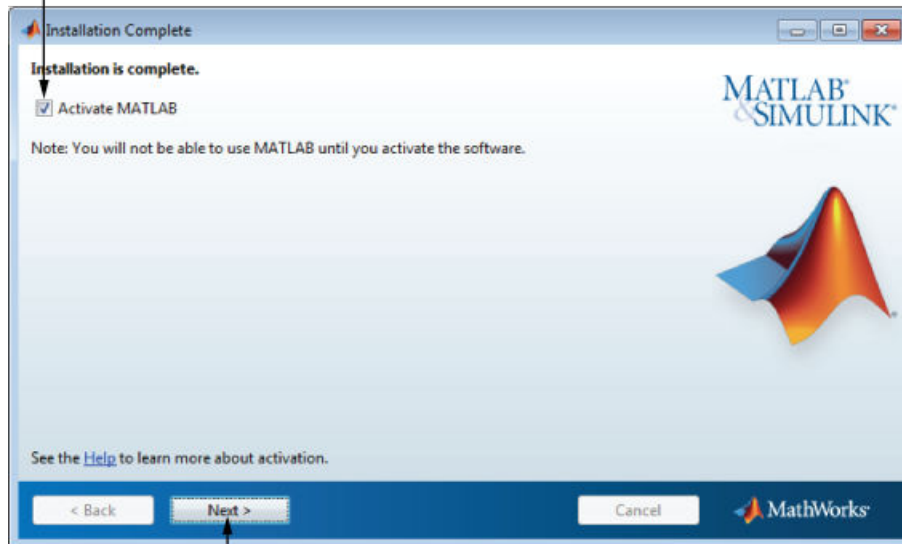 Installation Complete
Installation is complete.
Activate MATLAB
Note: You will not be able to use MATLAB until you activate the software.
MATLAB®
&SIMULINK®
See the Help to learn more about activation.
< Back
Next >
Cancel
MathWorks®